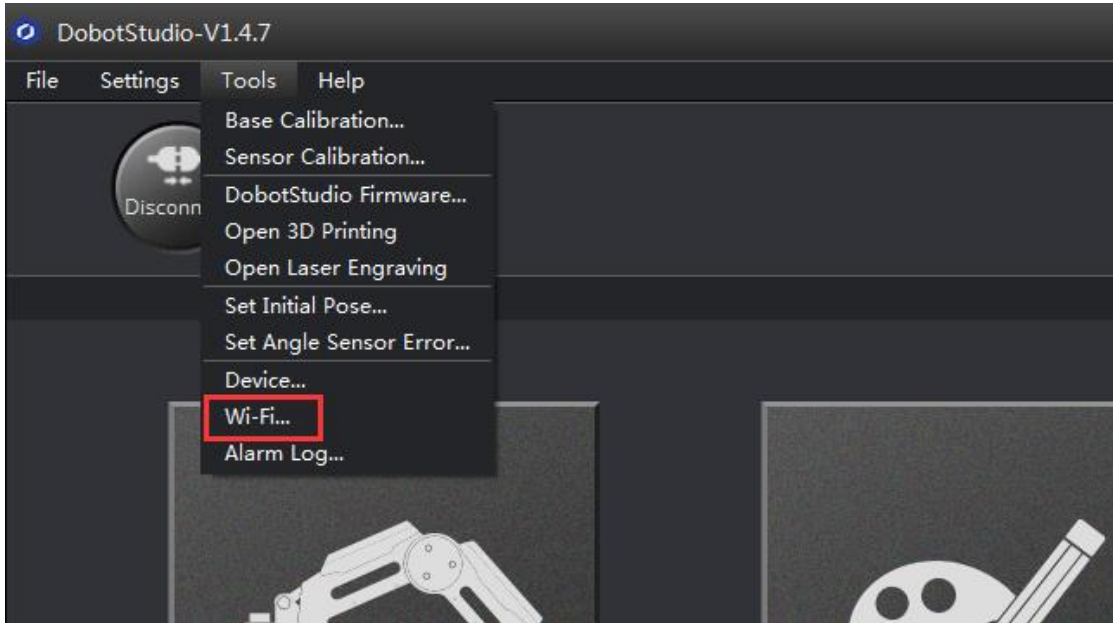 DobotStudio-V1.4.7
File Settings Tools Help
Base Calibration...
Sensor Calibration...
DobotStudio Firmware...
Open 3D Printing
Open Laser Engraving
Set Initial Pose...
Set Angle Sensor Error...
Device...
Wi-Fi...
Alarm Log...
Disconn